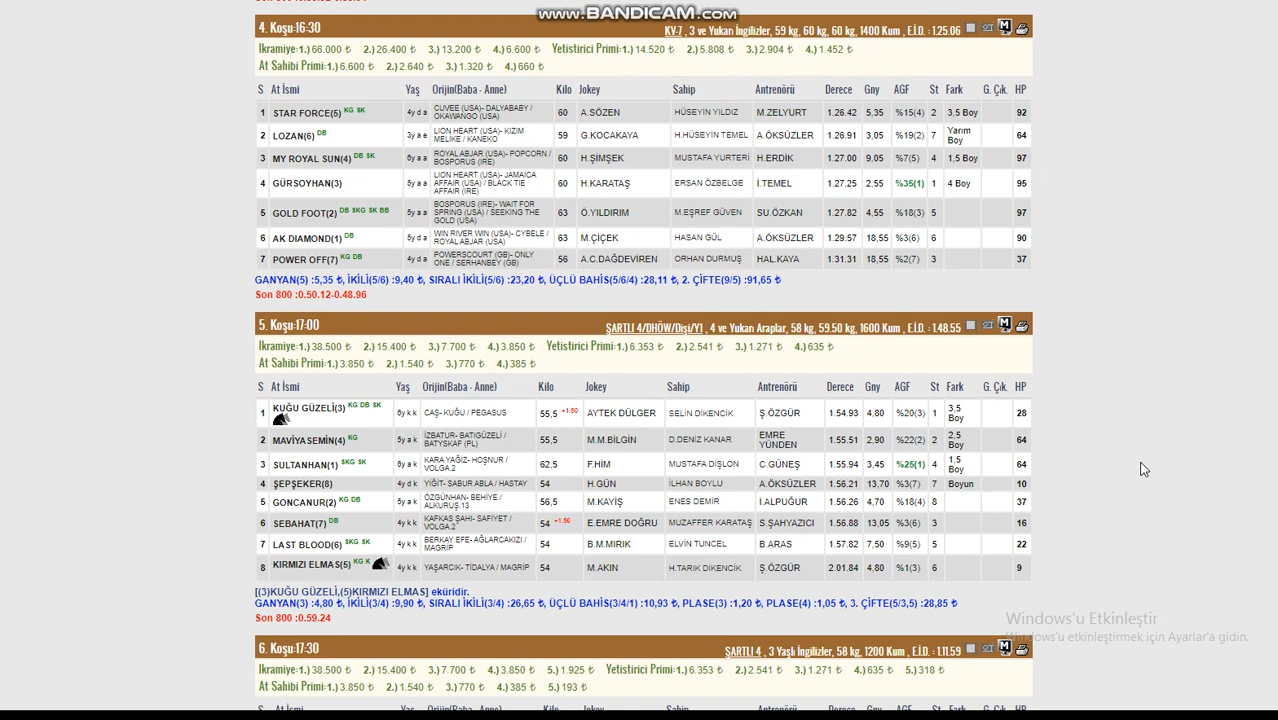 www.BANDICAM.com
4. Koşu:16:30 KV-7 , 3 ve Yukarı İngilizler, 59 kg, 60 kg, 60 kg, 1400 Kum , E.İ.D. : 1.25.06
İkramiye: 1.) 66.000 ₺ 2.) 26.400 ₺ 3.) 13.200 ₺ 4.) 6.600 ₺ Yetistirici Primi: 1.) 14.520 ₺ 2.) 5.808 ₺ 3.) 2.904 ₺ 4.) 1.452 ₺
At Sahibi Primi: 1.) 6.600 ₺ 2.) 2.640 ₺ 3.) 1.320 ₺ 4.) 660 ₺
S At İsmi Yaş Orijin(Baba - Anne) Kilo Jokey Sahip Antrenörü Derece Gny AGF St Fark G. Çık. HP
1 STAR FORCE(5) KG SK 4y d a CUVEE (USA)- DALYABABY / OKAWANGO (USA) 60 A.SÖZEN HÜSEYİN YILDIZ M.ZELYURT 1.26.42 5,35 %15(4) 2 3,5 Boy 92
2 LOZAN(6) DB 3y a e LION HEART (USA)- KIZIM MELİKE / KANEKO 59 G.KOCAKAYA H.HÜSEYİN TEMEL A.ÖKSÜZLER 1.26.91 3,05 %19(2) 7 Yarım Boy 64
3 MY ROYAL SUN(4) DB SK 5y a a ROYAL ABJAR (USA)- POPCORN / BOSPORUS (IRE) 60 H.ŞİMŞEK MUSTAFA YURTERİ H.ERDİK 1.27.00 9,05 %7(5) 4 1,5 Boy 97
4 GÜRSOYHAN(3) 5y a a LION HEART (USA)- JAMAICA AFFAIR (USA) / BLACK TIE AFFAIR (IRE) 60 H.KARATAŞ ERSAN ÖZBELGE İ.TEMEL 1.27.25 2,55 %35(1) 1 4 Boy 95
5 GOLD FOOT(2) DB SKG SK BB 5y a a BOSPORUS (IRE)- WAIT FOR SPRING (USA) / SEEKING THE GOLD (USA) 63 Ö.YILDIRIM M.EŞREF GÜVEN SU.ÖZKAN 1.27.82 4,55 %18(3) 5 97
6 AK DIAMOND(1) DB 5y d a WIN RIVER WIN (USA)- CYBELE / ROYAL ABJAR (USA) 63 M.ÇİÇEK HASAN GÜL A.ÖKSÜZLER 1.29.57 18,55 %3(6) 6 90
7 POWER OFF(7) KG DB 4y d a POWERSCOURT (GB)- ONLY ONE / SERHANBEY (GB) 56 A.C.DAĞDEVİREN ORHAN DURMUŞ HAL.KAYA 1.31.31 18,55 %2(7) 3 37
GANYAN(5) :5,35 ₺, İKİLİ(5/6) :9,40 ₺, SIRALI İKİLİ(5/6) :23,20 ₺, ÜÇLÜ BAHİS(5/6/4) :28,11 ₺, 2. ÇİFTE(9/5) :91,65 ₺
Son 800 :0.50.12-0.48.96
5. Koşu:17:00 ŞARTLI 4/DHÖW/Dişi/Y1 , 4 ve Yukarı Araplar, 58 kg, 59.50 kg, 1600 Kum , E.İ.D. : 1.48.55
İkramiye: 1.) 38.500 ₺ 2.) 15.400 ₺ 3.) 7.700 ₺ 4.) 3.850 ₺ Yetistirici Primi: 1.) 6.353 ₺ 2.) 2.541 ₺ 3.) 1.271 ₺ 4.) 635 ₺
At Sahibi Primi: 1.) 3.850 ₺ 2.) 1.540 ₺ 3.) 770 ₺ 4.) 385 ₺
S At İsmi Yaş Orijin(Baba - Anne) Kilo Jokey Sahip Antrenörü Derece Gny AGF St Fark G. Çık. HP
1 KUĞU GÜZELİ(3) KG DB SK 6y k k CAŞ- KUĞU / PEGASUS 55,5 +1.50 AYTEK DÜLGER SELİN DİKENCİK Ş.ÖZGÜR 1.54.93 4,80 %20(3) 1 3,5 Boy 28
2 MAVİYASEMİN(4) KG 5y a k İZBATUR- BATIGÜZELİ / BATYSKAF (PL) 55,5 M.M.BİLGİN D.DENİZ KANAR EMRE YÜNDEN 1.55.51 2,90 %22(2) 2 2,5 Boy 64
3 SULTANHAN(1) SKG SK 6y a k KARA YAĞIZ- HOŞNUR / VOLGA.2 62,5 F.HİM MUSTAFA DİŞLON C.GÜNEŞ 1.55.94 3,45 %25(1) 4 1,5 Boy 64
4 ŞEPŞEKER(8) 4y d k YİĞİT- SABUR ABLA / HASTAY 54 H.GÜN İLHAN BOYLU A.ÖKSÜZLER 1.56.21 13,70 %3(7) 7 Boyun 10
5 GONCANUR(2) KG DB 5y a k ÖZGÜNHAN- BEHİYE / ALKURUŞ.13 56,5 M.KAYİŞ ENES DEMİR İ.ALPUĞUR 1.56.26 4,70 %18(4) 8 37
6 SEBAHAT(7) DB 4y k k KAFKAS ŞAHI- SAFİYET / VOLGA.2 54 +1.50 E.EMRE DOĞRU MUZAFFER KARATAŞ S.ŞAHYAZICI 1.56.88 13,05 %3(6) 3 16
7 LAST BLOOD(6) SKG SK 4y k k BERKAY EFE- AĞLARCAKIZI / MAGRİP 54 B.M.MIRIK ELVİN TUNCEL B.ARAS 1.57.82 7,50 %9(5) 5 22
8 KIRMIZI ELMAS(5) KG K 4y k k YAŞARCIK- TİDALYA / MAGRİP 54 M.AKIN H.TARIK DİKENCİK Ş.ÖZGÜR 2.01.84 4,80 %1(3) 6 9
[(3)KUĞU GÜZELİ,(5)KIRMIZI ELMAS] eküridir.
GANYAN(3) :4,80 ₺, İKİLİ(3/4) :9,90 ₺, SIRALI İKİLİ(3/4) :26,65 ₺, ÜÇLÜ BAHİS(3/4/1) :10,93 ₺, PLASE(3) :1,20 ₺, PLASE(4) :1,05 ₺, 3. ÇİFTE(5/3,5) :28,85 ₺
Son 800 :0.59.24
Windows'u Etkinleştir
Windows'u etkinleştirmek için Ayarlar'a gidin.
6. Koşu:17:30 ŞARTLI 4 , 3 Yaşlı İngilizler, 58 kg, 1200 Kum , E.İ.D. : 1.11.59
İkramiye: 1.) 38.500 ₺ 2.) 15.400 ₺ 3.) 7.700 ₺ 4.) 3.850 ₺ 5.) 1.925 ₺ Yetistirici Primi: 1.) 6.353 ₺ 2.) 2.541 ₺ 3.) 1.271 ₺ 4.) 635 ₺ 5.) 318 ₺
At Sahibi Primi: 1.) 3.850 ₺ 2.) 1.540 ₺ 3.) 770 ₺ 4.) 385 ₺ 5.) 193 ₺